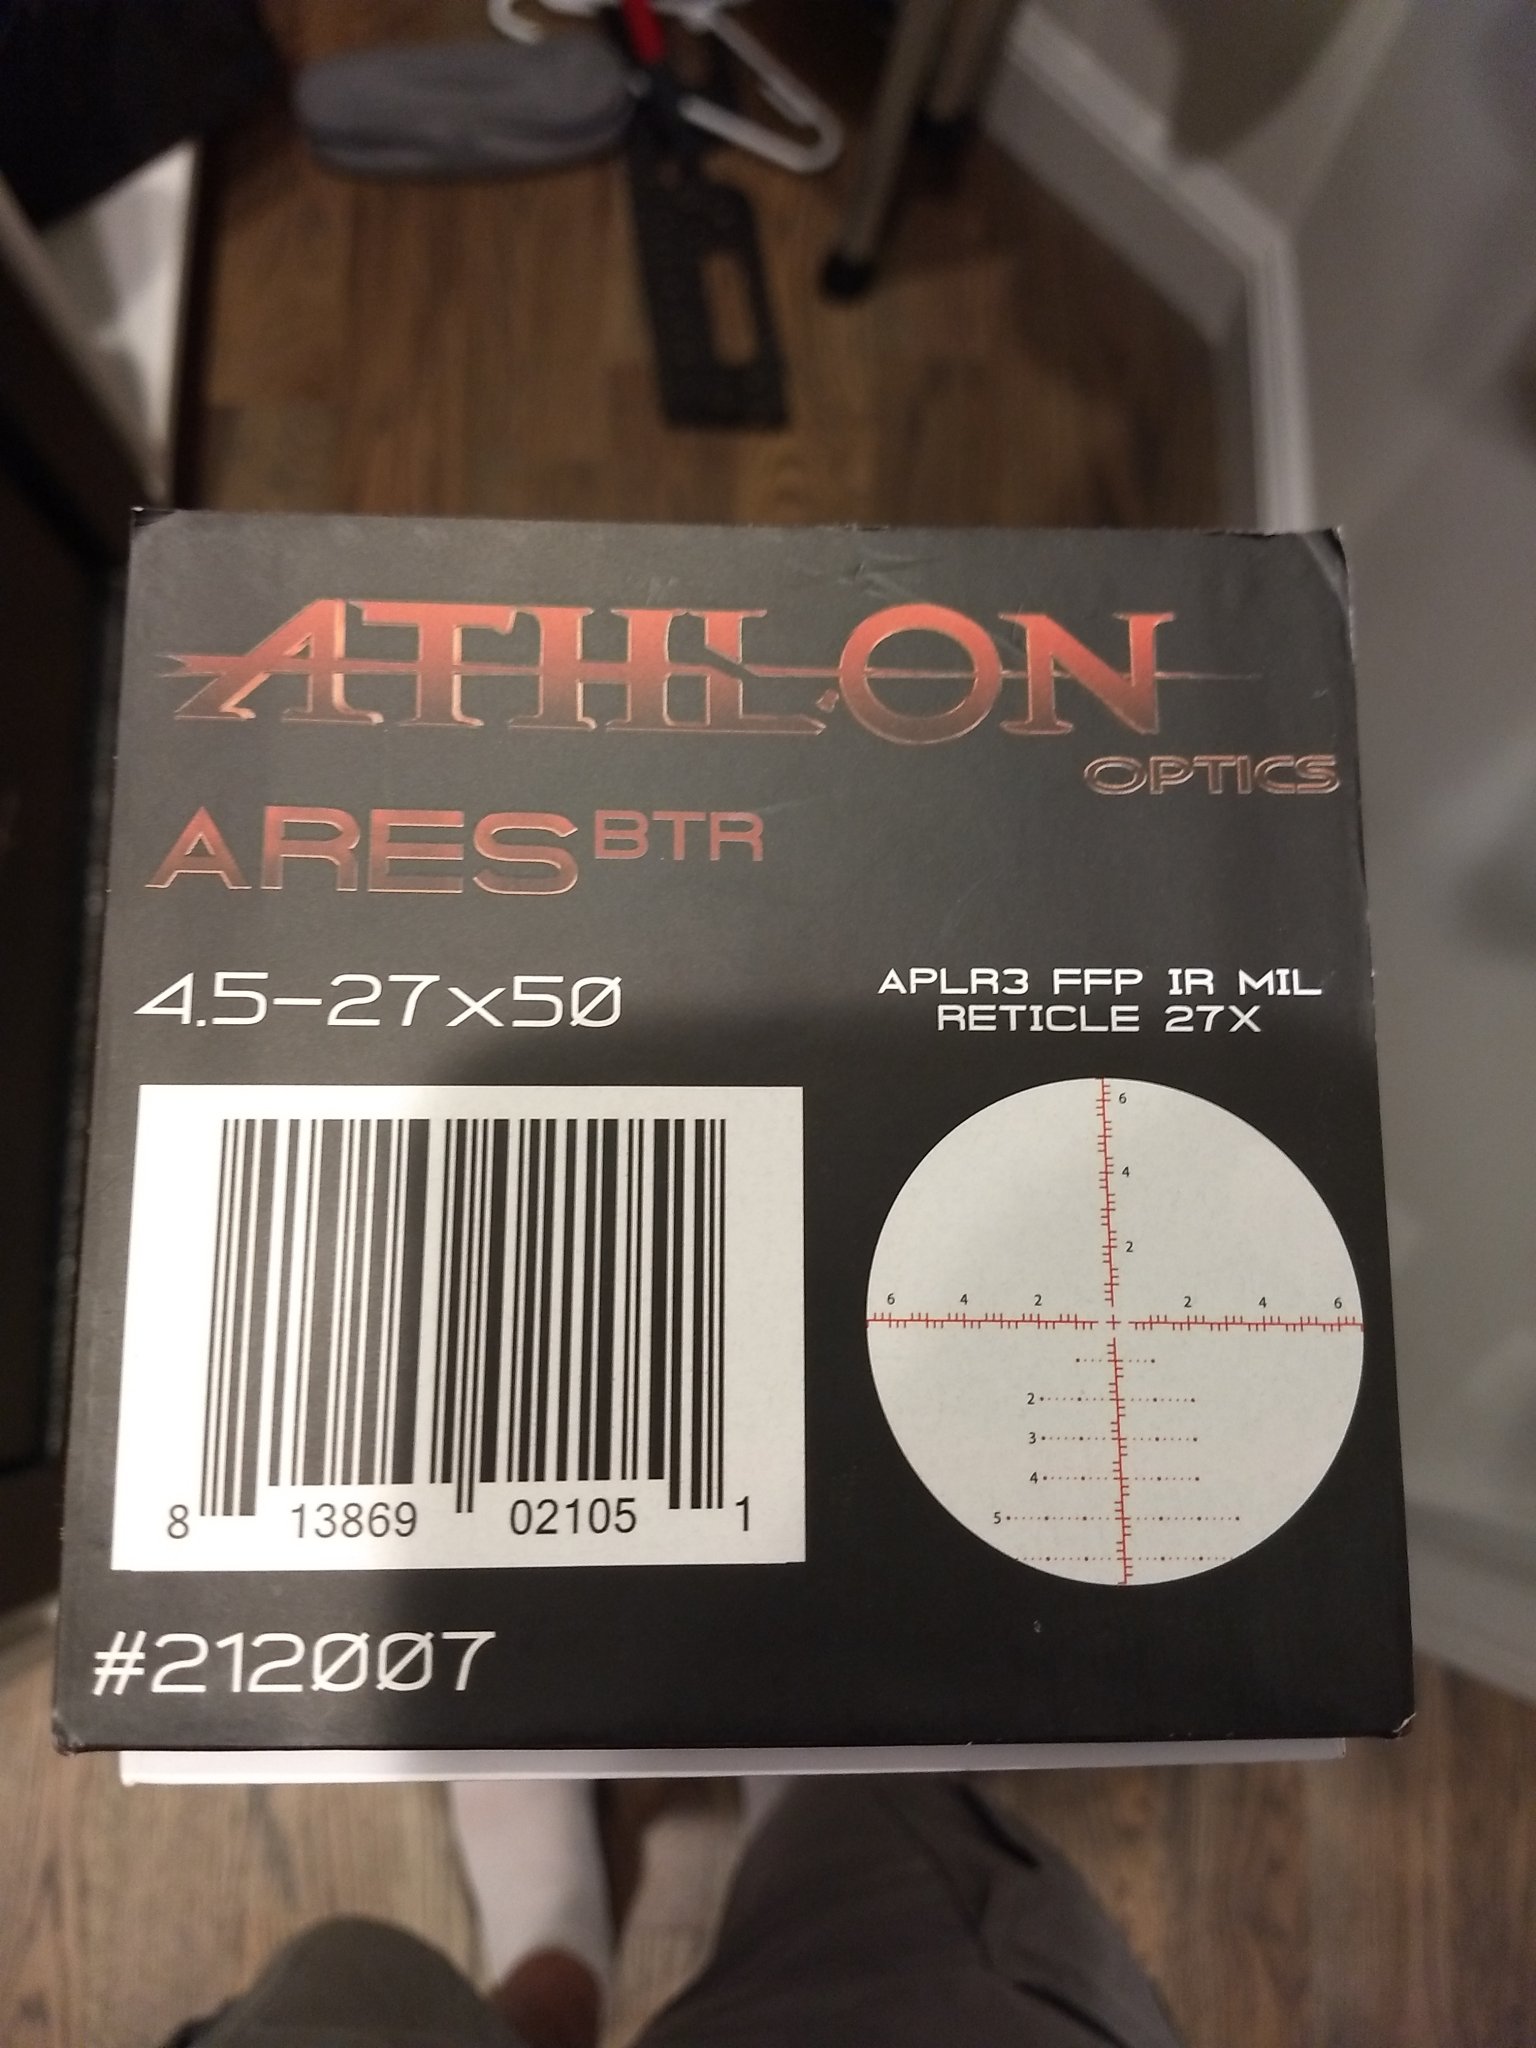 ATHLON
OPTICS
ARES BTR
4.5-27x50
APLR3 FFP IR MIL
RETICLE 27X
6
4
2
6 4 2 2 4 6
2
3
4
5
8 13869 02105 1
#212007